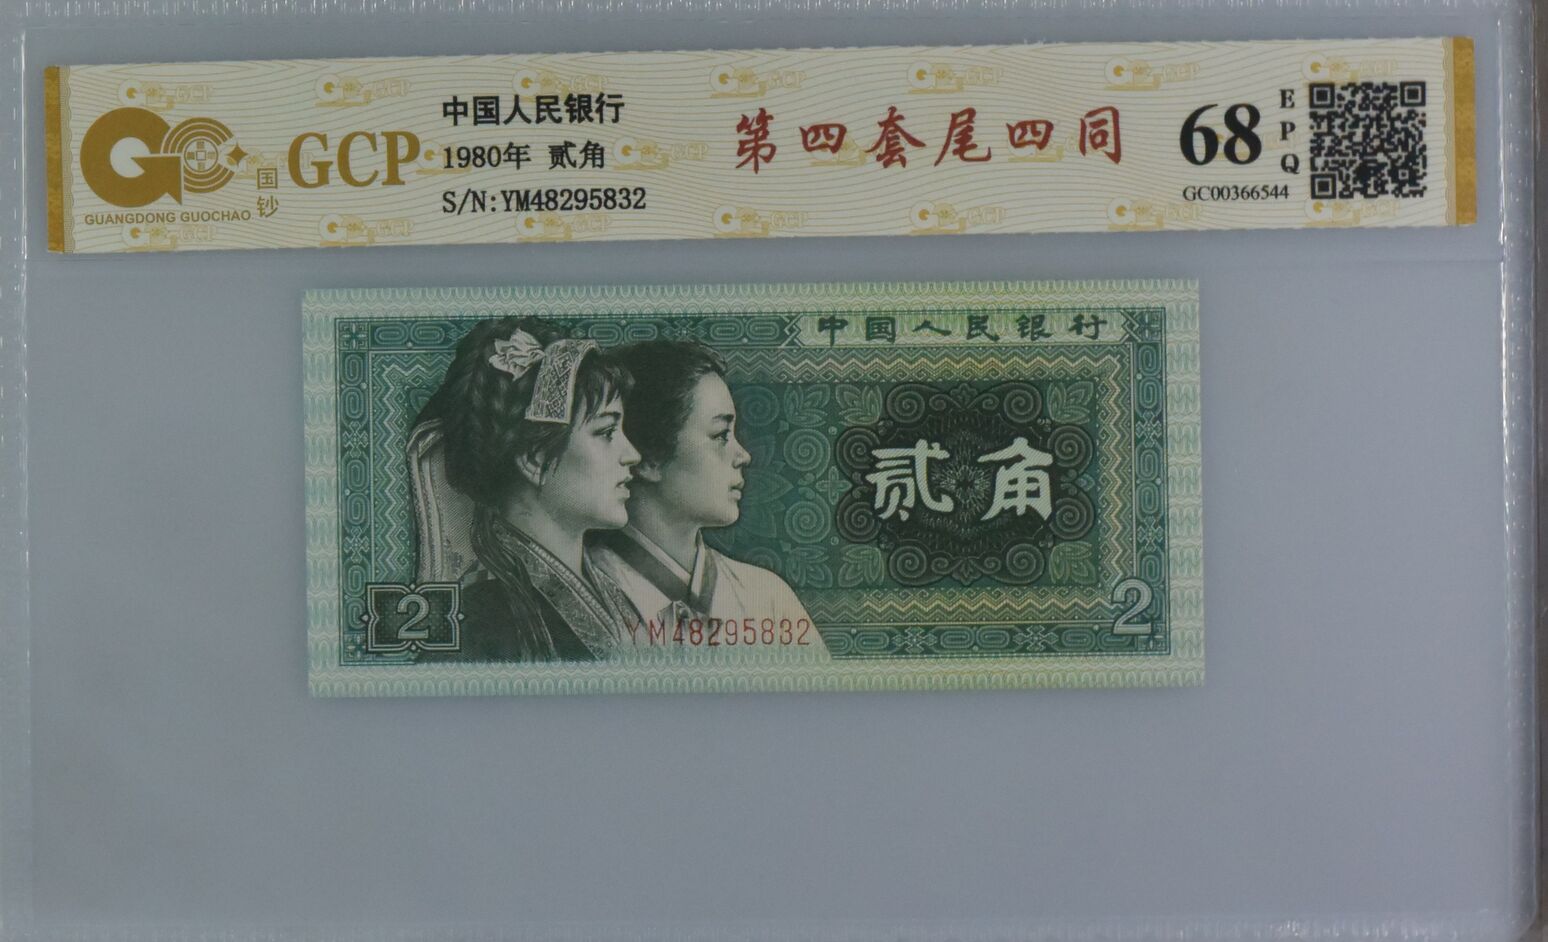 GUANGDONG GUOCHAO
国钞
GCP
中国人民银行
1980年 贰角
S/N:YM48295832
第四套尾四同
68
EPQ
GC00366544
中国人民银行
贰角
2
2
YM48295832